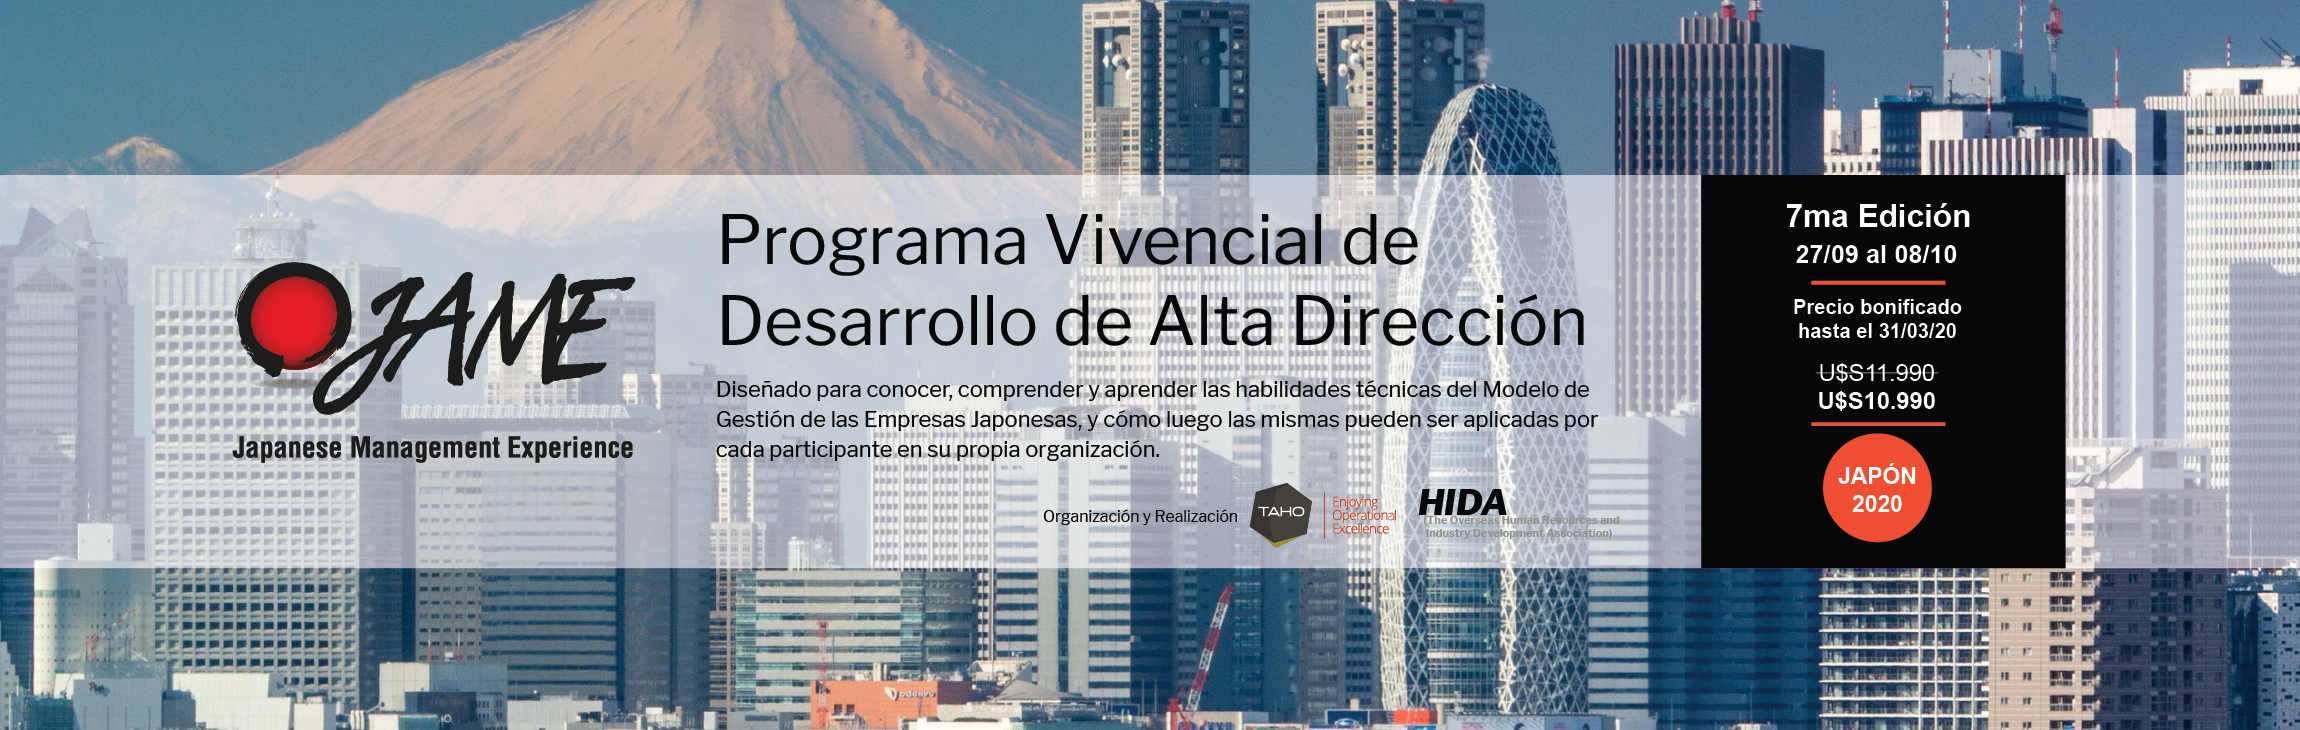 JAME
Japanese Management Experience
Programa Vivencial de
Desarrollo de Alta Dirección
Diseñado para conocer, comprender y aprender las habilidades técnicas del Modelo de
Gestión de las Empresas Japonesas, y cómo luego las mismas pueden ser aplicadas por
cada participante en su propia organización.
Organización y Realización
TAHO
Enjoying
Operational
Excellence
HIDA
(The Overseas Human Resources and
Industry Development Association)
7ma Edición
27/09 al 08/10
Precio bonificado
hasta el 31/03/20
U$S11.990
U$S10.990
JAPÓN
2020